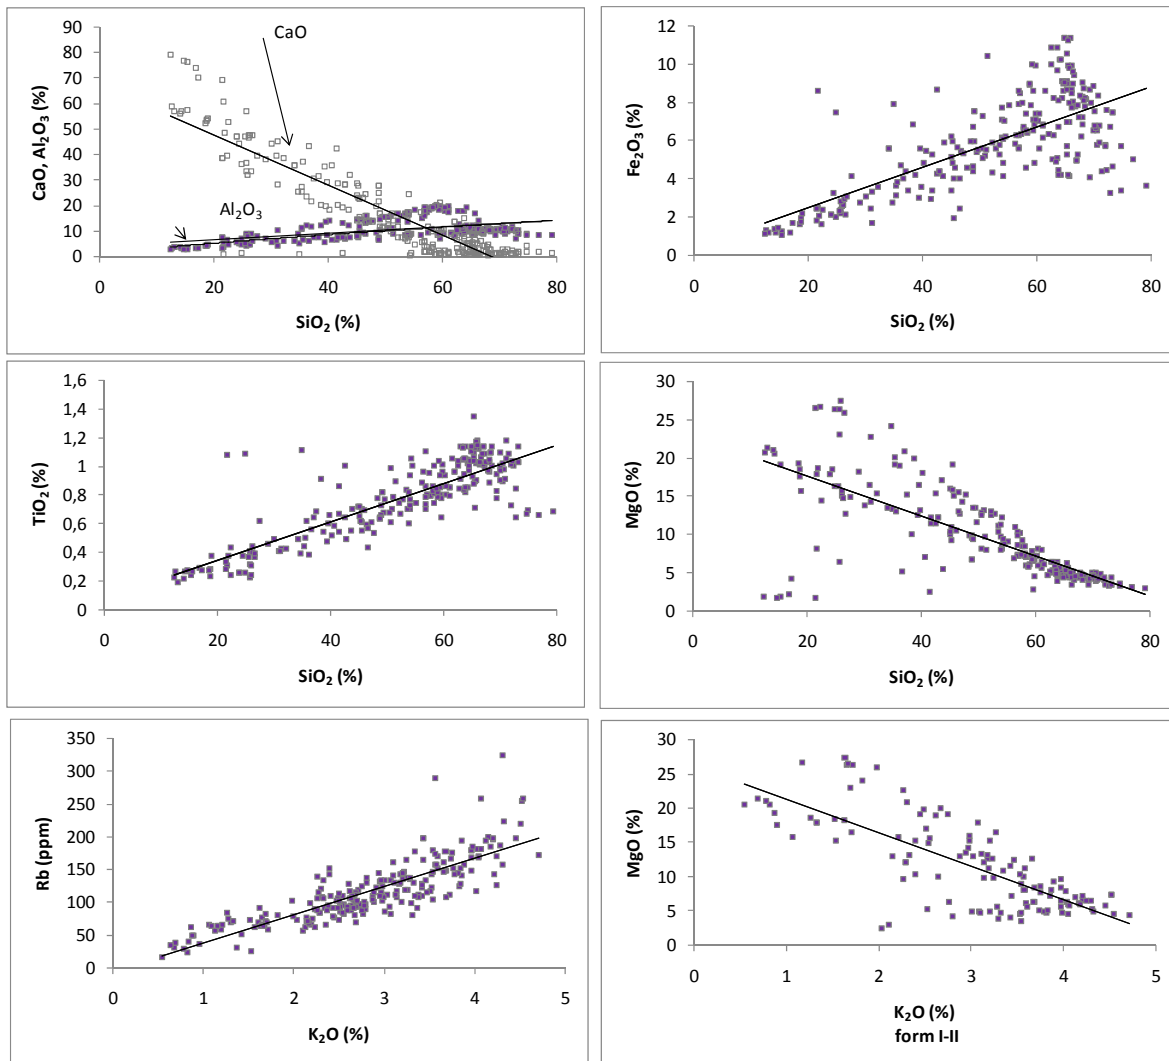 CaO, Al₂O₃ (%)
90
80
70
60
50
40
30
20
10
0
CaO
Al₂O₃
0 20 40 60 80
SiO₂ (%)
Fe₂O₃ (%)
12
10
8
6
4
2
0
0 20 40 60 80
SiO₂ (%)
TiO₂ (%)
1,6
1,4
1,2
1
0,8
0,6
0,4
0,2
0
0 20 40 60 80
SiO₂ (%)
MgO (%)
30
25
20
15
10
5
0
0 20 40 60 80
SiO₂ (%)
Rb (ppm)
350
300
250
200
150
100
50
0
0 1 2 3 4 5
K₂O (%)
MgO (%)
30
25
20
15
10
5
0
0 1 2 3 4 5
K₂O (%)
form I-II